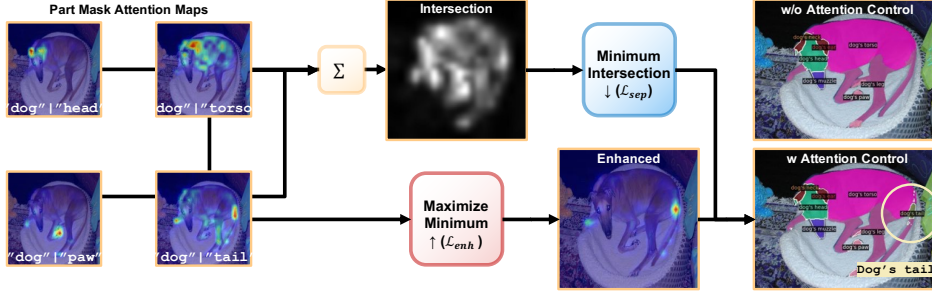 Part Mask Attention Maps
Intersection
w/o Attention Control
"dog"|"head"
dog"|"torso
Σ
Minimum
Intersection
↓ (ℒsep)
dog's neck
dog's head
dog's torso
dog's muzzle
dog's leg
dog's paw
"dog"|"paw"
"dog"|"tail
Maximize
Minimum
↑ (ℒenh)
Enhanced
w Attention Control
dog's neck
dog's head
dog's torso
dog's tail
dog's muzzle
dog's leg
dog's paw
Dog's tail